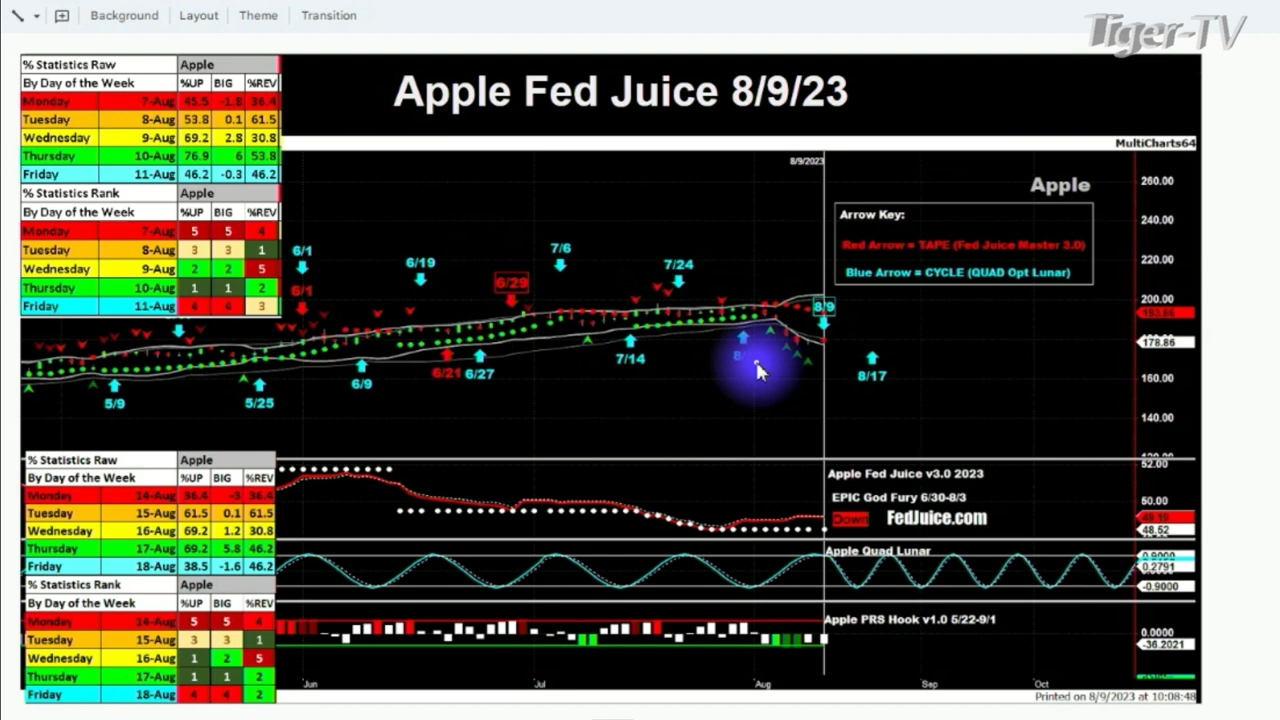 Background Layout Theme Transition
Tiger-TV
Apple Fed Juice 8/9/23
% Statistics Raw Apple
By Day of the Week %UP BIG %REV
Monday 7-Aug 45.5 -1.8 36.4
Tuesday 8-Aug 53.8 0.1 61.5
Wednesday 9-Aug 69.2 2.8 30.8
Thursday 10-Aug 76.9 6 53.8
Friday 11-Aug 46.2 -0.3 46.2
% Statistics Rank Apple
By Day of the Week %UP BIG %REV
Monday 7-Aug 5 5 4
Tuesday 8-Aug 3 3 1
Wednesday 9-Aug 2 2 5
Thursday 10-Aug 1 1 2
Friday 11-Aug 4 4 3
MultiCharts64
8/9/2023
Apple
Arrow Key:
Red Arrow = TAPE (Fed Juice Master 3.0)
Blue Arrow = CYCLE (QUAD Opt Lunar)
260.00
240.00
220.00
200.00
193.66
178.86
160.00
140.00
120.00
6/1 6/19 7/6 7/24
6/1 6/29 8/9
7/14 8/17
5/9 5/25 6/9 6/21 6/27
% Statistics Raw Apple
By Day of the Week %UP BIG %REV
Monday 14-Aug 36.4 -3 36.4
Tuesday 15-Aug 61.5 0.1 61.5
Wednesday 16-Aug 69.2 1.2 30.8
Thursday 17-Aug 69.2 5.8 46.2
Friday 18-Aug 38.5 -1.6 46.2
% Statistics Rank Apple
By Day of the Week %UP BIG %REV
Monday 14-Aug 5 5 4
Tuesday 15-Aug 3 3 1
Wednesday 16-Aug 1 2 5
Thursday 17-Aug 1 1 2
Friday 18-Aug 4 4 2
Apple Fed Juice v3.0 2023
EPIC God Fury 6/30-8/3
Down FedJuice.com
52.00
50.00
49.19
48.52
Apple Quad Lunar
0.9000
0.2791
-0.9000
Apple PRS Hook v1.0 5/22-9/1
0.0000
-36.2021
Jun Jul Aug Sep Oct
Printed on 8/9/2023 at 10:08:48